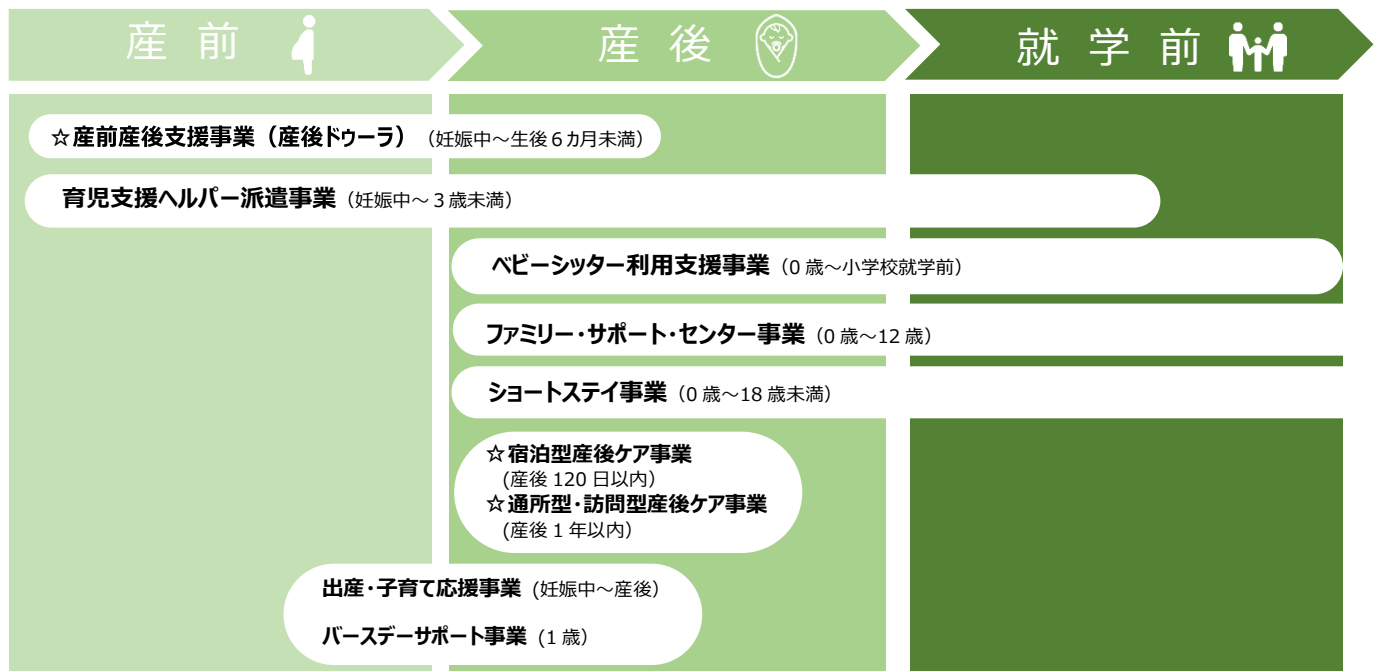 産前
産後
就学前
☆産前産後支援事業（産後ドゥーラ）（妊娠中～生後６カ月未満）
育児支援ヘルパー派遣事業（妊娠中～３歳未満）
ベビーシッター利用支援事業（0 歳～小学校就学前）
ファミリー・サポート・センター事業（0 歳～12 歳）
ショートステイ事業（0 歳～18 歳未満）
☆宿泊型産後ケア事業
(産後 120 日以内）
☆通所型・訪問型産後ケア事業
(産後 1 年以内）
出産・子育て応援事業 (妊娠中～産後）
バースデーサポート事業 (1 歳）